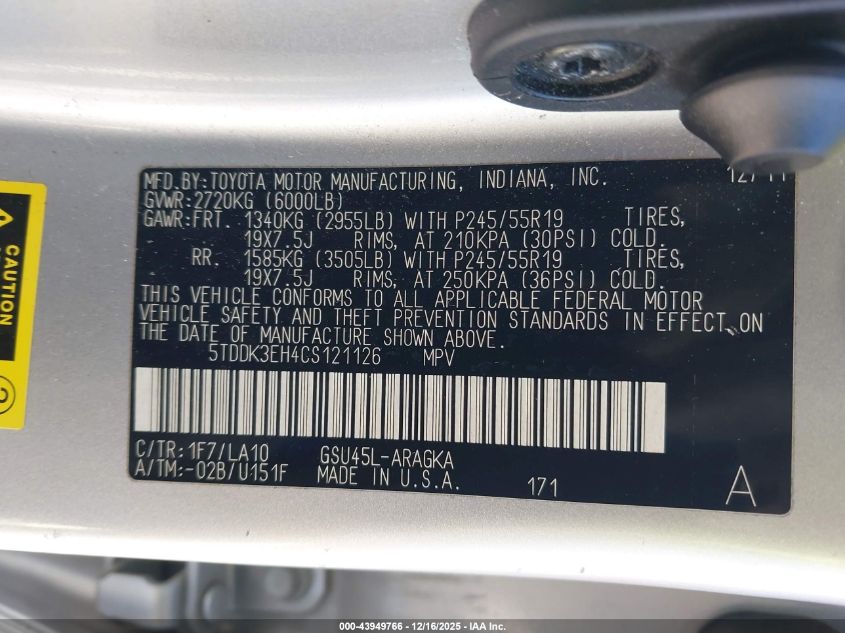 MFD.BY:TOYOTA MOTOR MANUFACTURING, INDIANA, INC. 12/11
GVWR:2720KG (6000LB)
GAWR:FRT. 1340KG (2955LB) WITH P245/55R19 TIRES,
19X7.5J RIMS, AT 210KPA (30PSI) COLD.
RR. 1585KG (3505LB) WITH P245/55R19 TIRES,
19X7.5J RIMS, AT 250KPA (36PSI) COLD.
THIS VEHICLE CONFORMS TO ALL APPLICABLE FEDERAL MOTOR
VEHICLE SAFETY AND THEFT PREVENTION STANDARDS IN EFFECT ON
THE DATE OF MANUFACTURE SHOWN ABOVE.
5TDDK3EH4CS121126 MPV
C/TR:1F7/LA10 GSU45L-ARAGKA
A/TM:-02B/U151F MADE IN U.S.A. 171 A
CAUTION
000-43949766 - 12/16/2025 - IAA Inc.